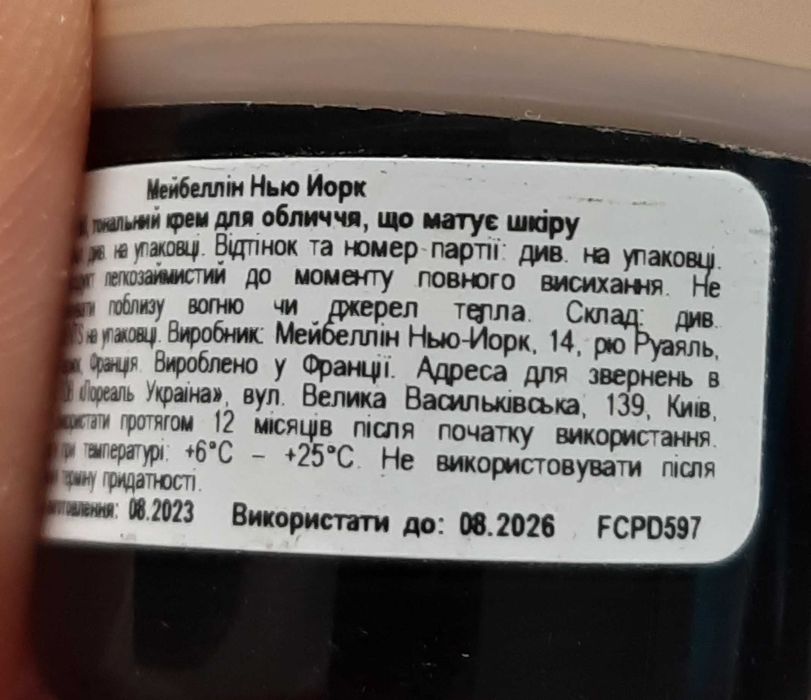 Мейбеллін Нью Йорк
тональний крем для обличчя, що матує шкіру
див. на упаковці. Відтінок та номер партії: див. на упаковці.
легкозаймистий до моменту повного висихання. Не
поблизу вогню чи джерел тепла. Склад: див.
на упаковці. Виробник: Мейбеллін Нью-Йорк, 14, рю Руаяль,
Франція. Вироблено у Франції. Адреса для звернень в
«Лореаль Україна», вул. Велика Васильківська, 139, Київ,
протягом 12 місяців після початку використання.
при температурі: +6°C – +25°C. Не використовувати після
терміну придатності.
08.2023 Використати до: 08.2026 FCPD597